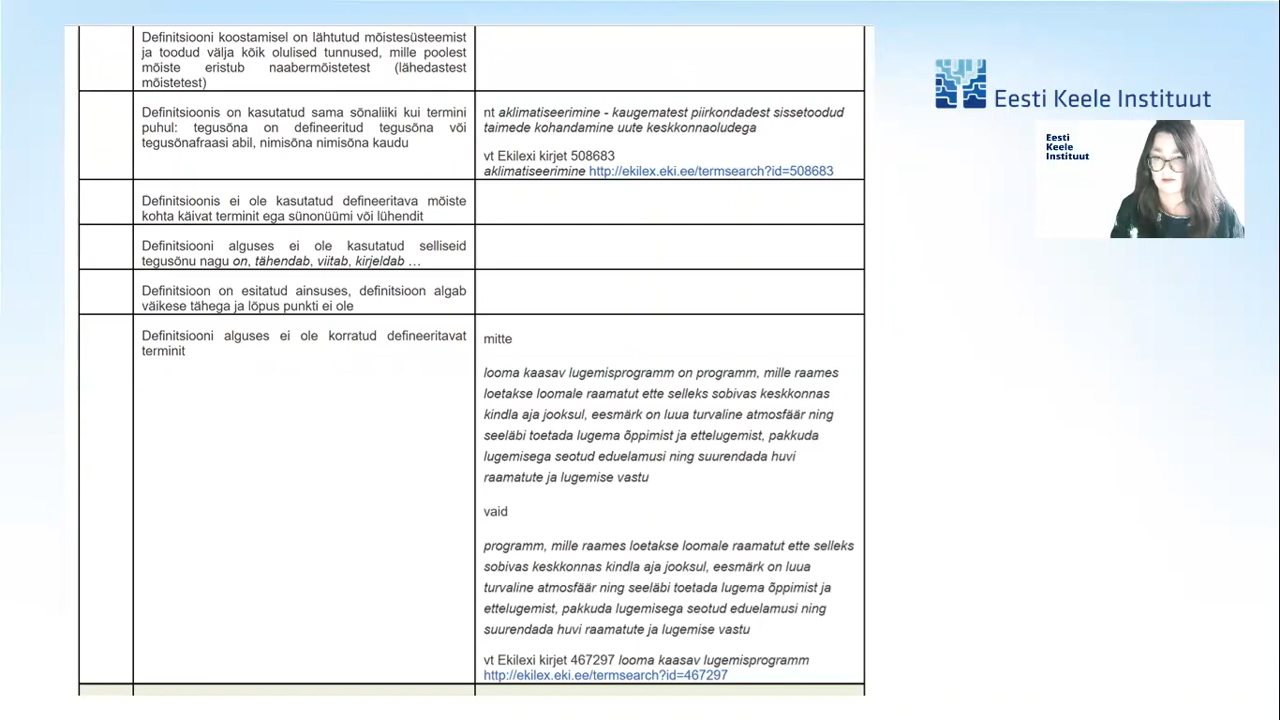 Definitsiooni koostamisel on lähtutud mõistesüsteemist
ja toodud välja kõik olulised tunnused, mille poolest
mõiste eristub naabermõistetest (lähedastest
mõistetest)
Definitsioonis on kasutatud sama sõnaliiki kui termini
puhul: tegusõna on defineeritud tegusõna või
tegusõnafraasi abil, nimisõna nimisõna kaudu
nt aklimatiseerimine - kaugematest piirkondadest sissetoodud
taimede kohandamine uute keskkonnaoludega
vt Ekilexi kirjet 508683
aklimatiseerimine http://ekilex.eki.ee/termsearch?id=508683
Definitsioonis ei ole kasutatud defineeritava mõiste
kohta käivat terminit ega sünonüümi või lühendit
Definitsiooni alguses ei ole kasutatud selliseid
tegusõnu nagu on, tähendab, viitab, kirjeldab …
Definitsioon on esitatud ainsuses, definitsioon algab
väikese tähega ja lõpus punkti ei ole
Definitsiooni alguses ei ole korratud defineeritavat
terminit
mitte
looma kaasav lugemisprogramm on programm, mille raames
loetakse loomale raamatut ette selleks sobivas keskkonnas
kindla aja jooksul, eesmärk on luua turvaline atmosfäär ning
seeläbi toetada lugema õppimist ja ettelugemist, pakkuda
lugemisega seotud eduelamusi ning suurendada huvi
raamatute ja lugemise vastu
vaid
programm, mille raames loetakse loomale raamatut ette selleks
sobivas keskkonnas kindla aja jooksul, eesmärk on luua
turvaline atmosfäär ning seeläbi toetada lugema õppimist ja
ettelugemist, pakkuda lugemisega seotud eduelamusi ning
suurendada huvi raamatute ja lugemise vastu
vt Ekilexi kirjet 467297 looma kaasav lugemisprogramm
http://ekilex.eki.ee/termsearch?id=467297
Eesti Keele Instituut
Eesti
Keele
Instituut